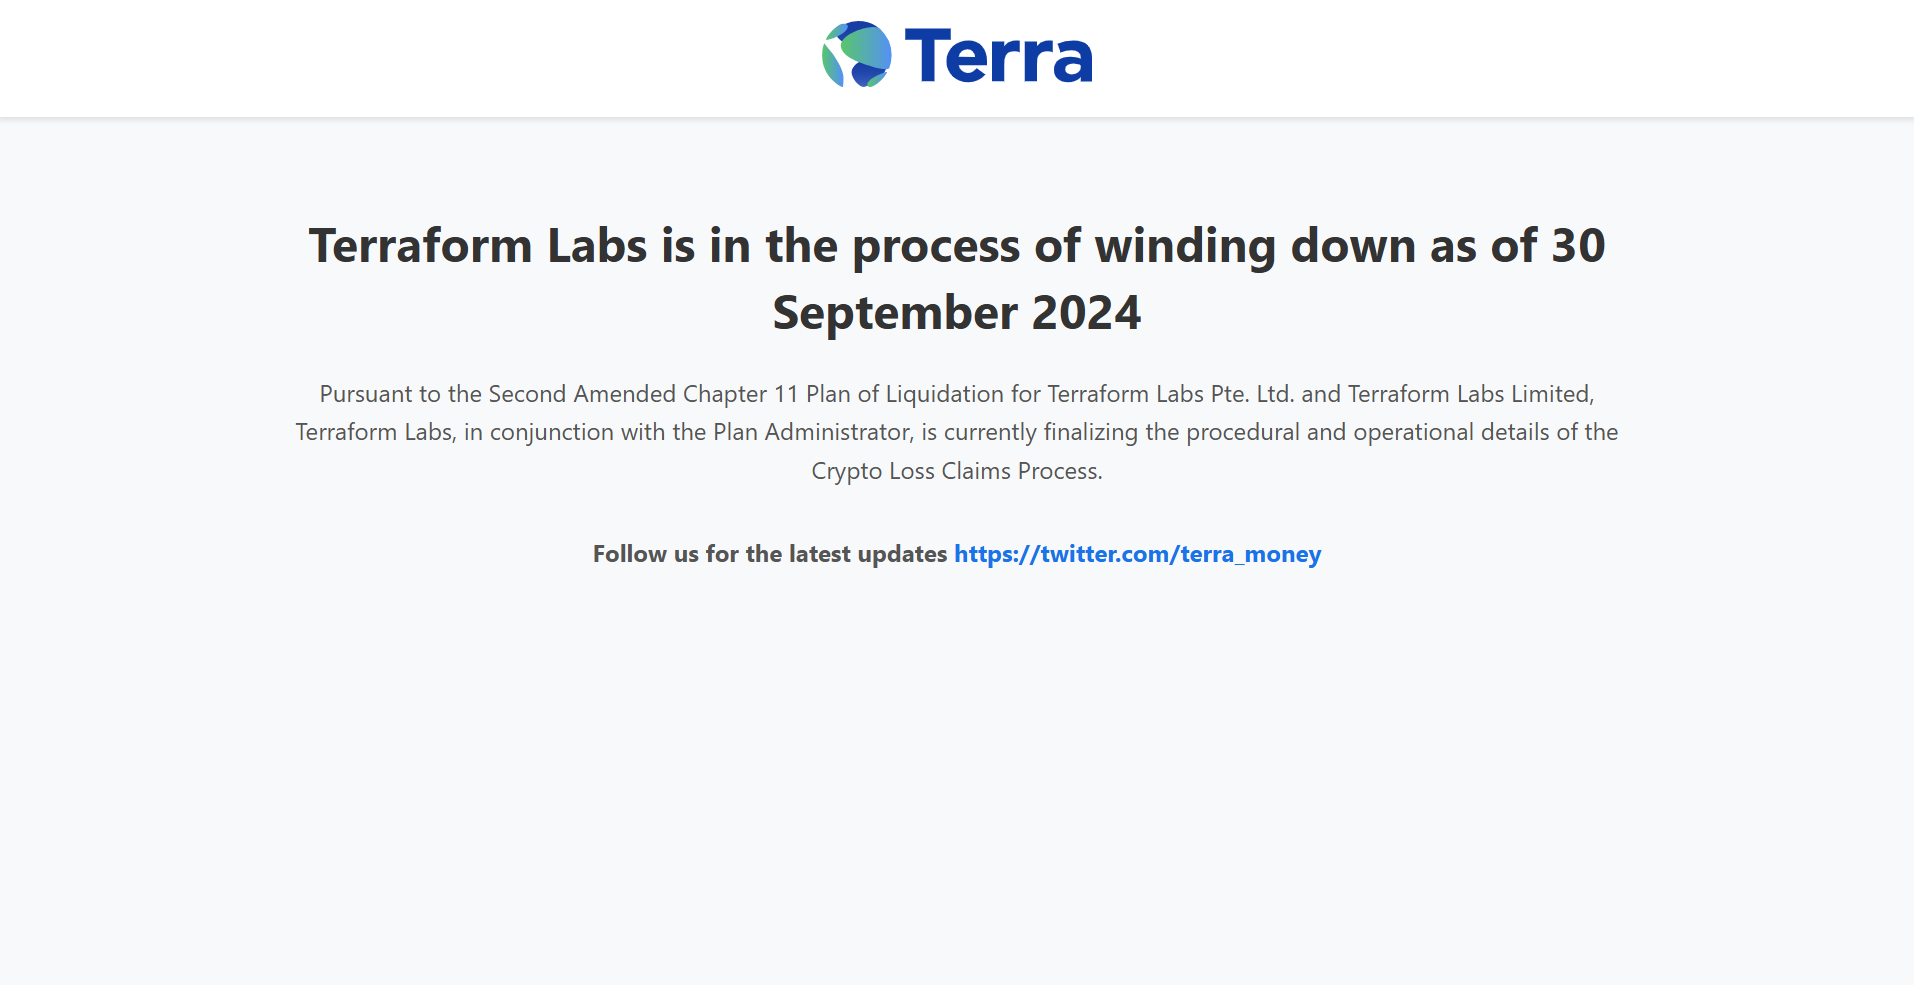 Terra
Terraform Labs is in the process of winding down as of 30
September 2024
Pursuant to the Second Amended Chapter 11 Plan of Liquidation for Terraform Labs Pte. Ltd. and Terraform Labs Limited,
Terraform Labs, in conjunction with the Plan Administrator, is currently finalizing the procedural and operational details of the
Crypto Loss Claims Process.
Follow us for the latest updates https://twitter.com/terra_money